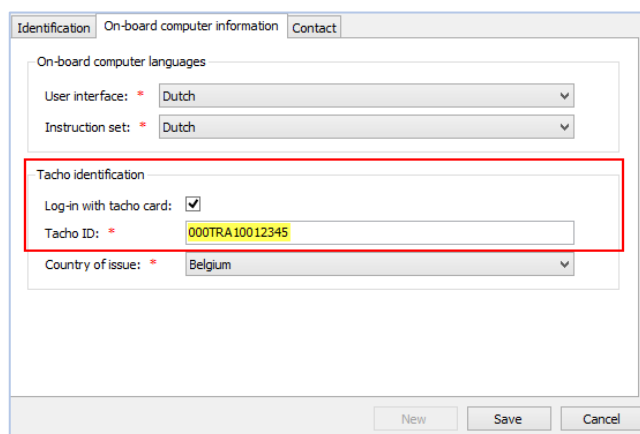 Identification On-board computer information Contact
On-board computer languages
User interface: * Dutch
Instruction set: * Dutch
Tacho identification
Log-in with tacho card:
Tacho ID: * 000TRA10012345
Country of issue: * Belgium
New Save Cancel